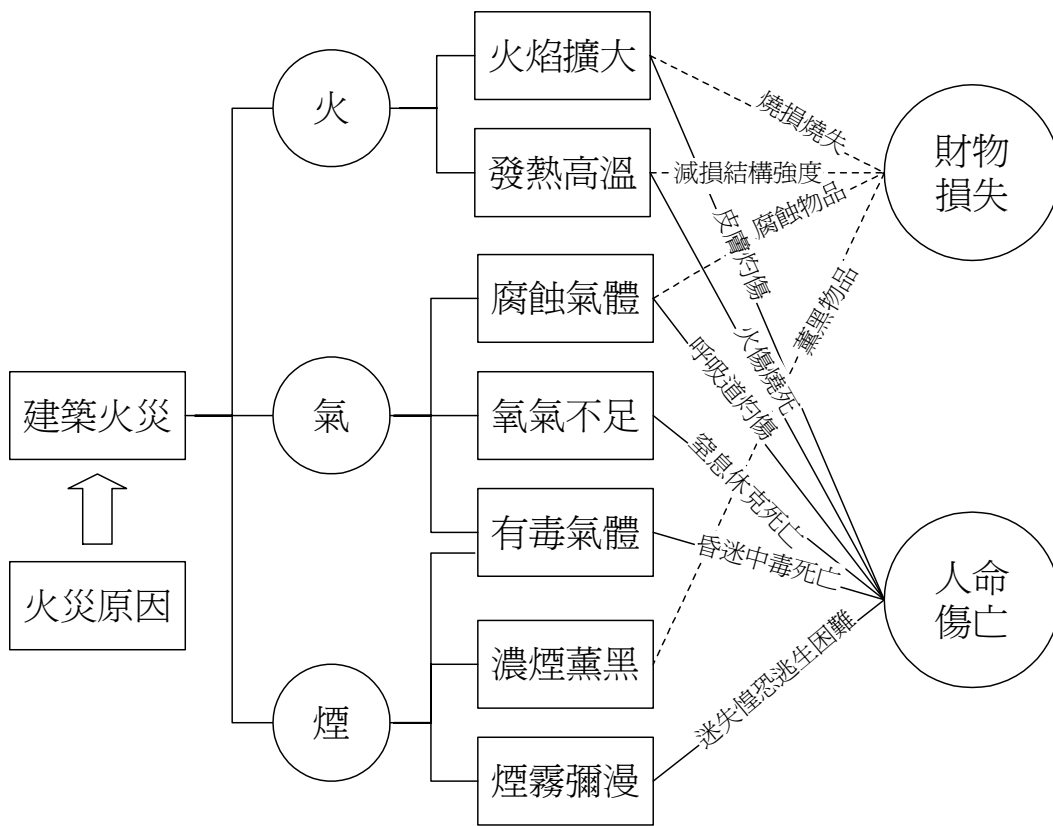 火
火焰擴大
發熱高溫
燒損燒失
減損結構強度
腐蝕物品
薰黑物品
財物
損失
皮膚灼傷
火傷燒死
呼吸道灼傷
建築火災
氣
腐蝕氣體
氧氣不足
有毒氣體
窒息休克死亡
昏迷中毒死亡
火災原因
人命
傷亡
煙
濃煙薰黑
煙霧彌漫
迷失惶恐逃生困難